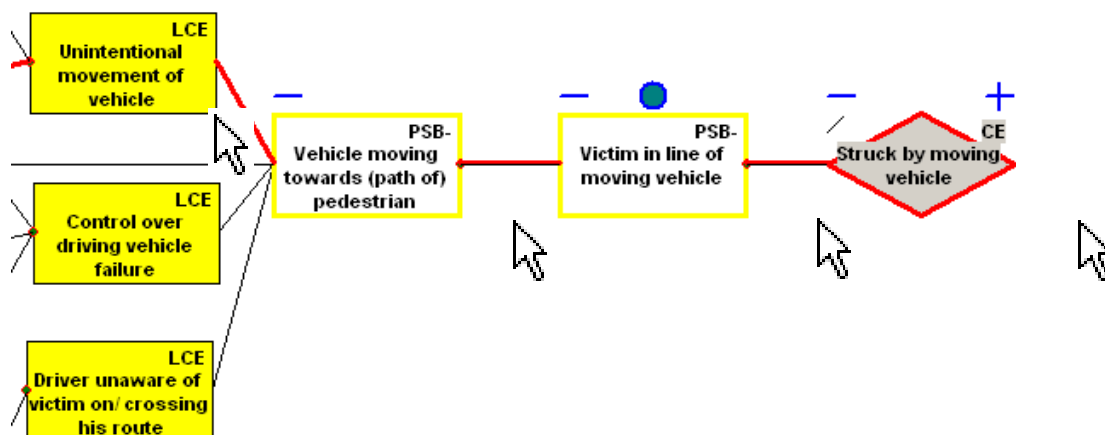 LCE
Unintentional
movement of
vehicle
PSB-
Vehicle moving
towards (path of)
pedestrian
PSB-
Victim in line of
moving vehicle
CE
Struck by moving
vehicle
LCE
Control over
driving vehicle
failure
LCE
Driver unaware of
victim on/ crossing
his route